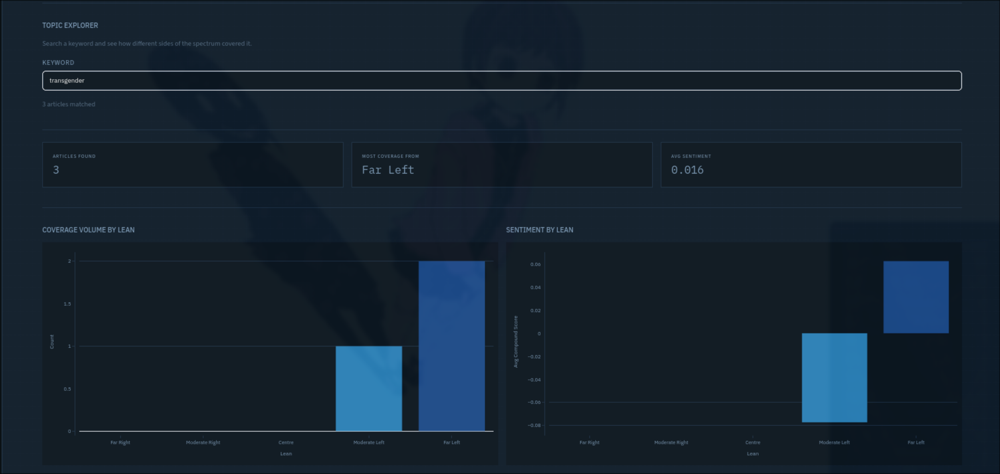 TOPIC EXPLORER
Search a keyword and see how different sides of the spectrum covered it.
KEYWORD
transgender
3 articles matched
ARTICLES FOUND
3
MOST COVERAGE FROM
Far Left
AVG SENTIMENT
0.016
COVERAGE VOLUME BY LEAN
2
1.5
1
0.5
0
Count
Far Right
Moderate Right
Centre
Moderate Left
Far Left
Lean
SENTIMENT BY LEAN
0.06
0.04
0.02
0
−0.02
−0.04
−0.06
−0.08
Avg Compound Score
Far Right
Moderate Right
Centre
Moderate Left
Far Left
Lean